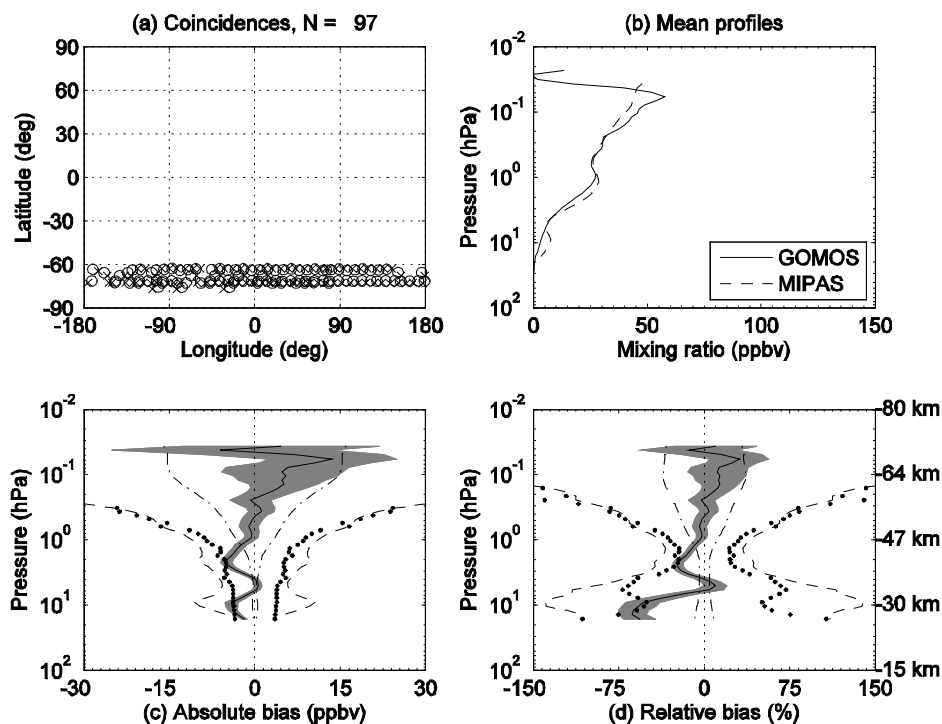 (a) Coincidences, N = 97
(b) Mean profiles
90
60
30
0
-30
-60
-90
Latitude (deg)
-180 -90 0 90 180
Longitude (deg)
10^-2
10^-1
10^0
10^1
10^2
Pressure (hPa)
GOMOS
MIPAS
0 50 100 150
Mixing ratio (ppbv)
10^-2
10^-1
10^0
10^1
10^2
Pressure (hPa)
-30 -15 0 15 30
(c) Absolute bias (ppbv)
10^-2
10^-1
10^0
10^1
10^2
Pressure (hPa)
-80 km
-64 km
-47 km
-30 km
-15 km
-150 -75 0 75 150
(d) Relative bias (%)